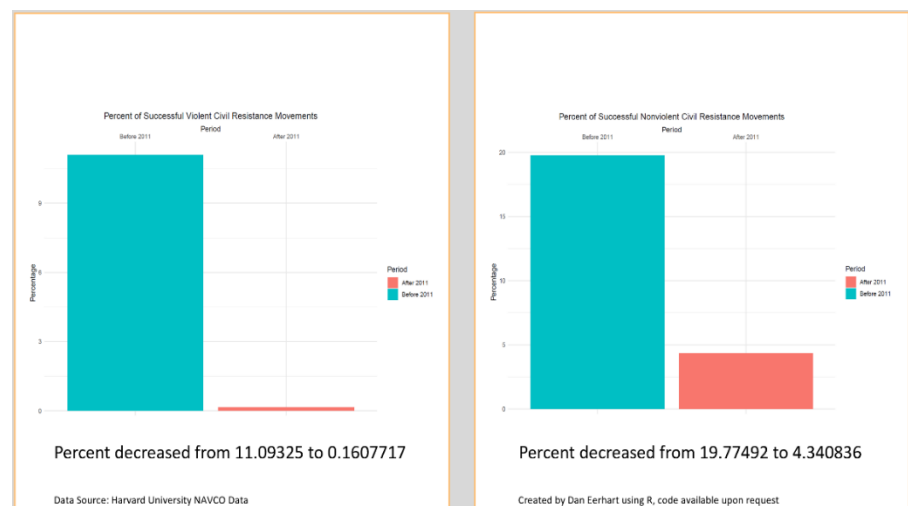 Percent of Successful Violent Civil Resistance Movements
Period
Before 2011 After 2011
9
6
3
0
Percentage
Period
After 2011
Before 2011
Percent decreased from 11.09325 to 0.1607717
Data Source: Harvard University NAVCO Data
Percent of Successful Nonviolent Civil Resistance Movements
Period
Before 2011 After 2011
20
15
10
5
0
Percentage
Period
After 2011
Before 2011
Percent decreased from 19.77492 to 4.340836
Created by Dan Eerhart using R, code available upon request